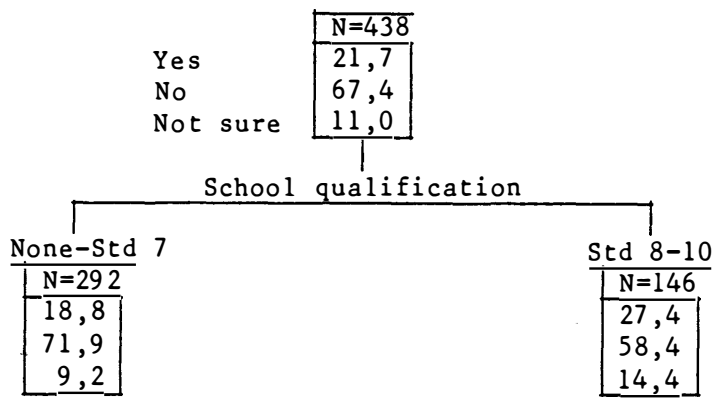 N=438
Yes 21,7
No 67,4
Not sure 11,0
School qualification
None-Std 7 Std 8-10
N=292 N=146
18,8 27,4
71,9 58,4
9,2 14,4